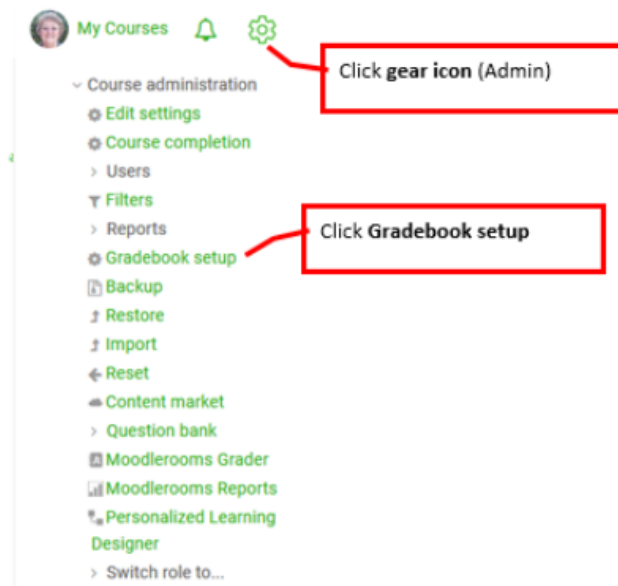 My Courses
Click gear icon (Admin)
Course administration
Edit settings
Course completion
Users
Filters
Reports
Click Gradebook setup
Gradebook setup
Backup
Restore
Import
Reset
Content market
Question bank
Moodlerooms Grader
Moodlerooms Reports
Personalized Learning
Designer
Switch role to...